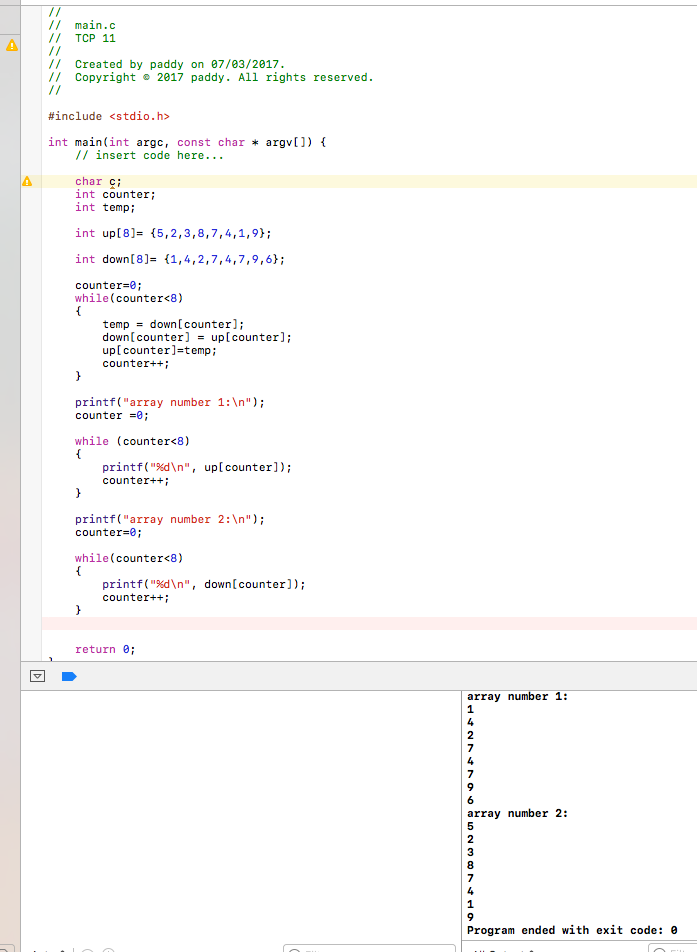 //
//  main.c
//  TCP 11
//
//  Created by paddy on 07/03/2017.
//  Copyright © 2017 paddy. All rights reserved.
//
#include <stdio.h>
int main(int argc, const char * argv[]) {
    // insert code here...
    char c;
    int counter;
    int temp;
    int up[8]= {5,2,3,8,7,4,1,9};
    int down[8]= {1,4,2,7,4,7,9,6};
    counter=0;
    while(counter<8)
    {
        temp = down[counter];
        down[counter] = up[counter];
        up[counter]=temp;
        counter++;
    }
    printf("array number 1:\n");
    counter =0;
    while (counter<8)
    {
        printf("%d\n", up[counter]);
        counter++;
    }
    printf("array number 2:\n");
    counter=0;
    while(counter<8)
    {
        printf("%d\n", down[counter]);
        counter++;
    }
    return 0;
array number 1:
1
4
2
7
4
7
9
6
array number 2:
5
2
3
8
7
4
1
9
Program ended with exit code: 0